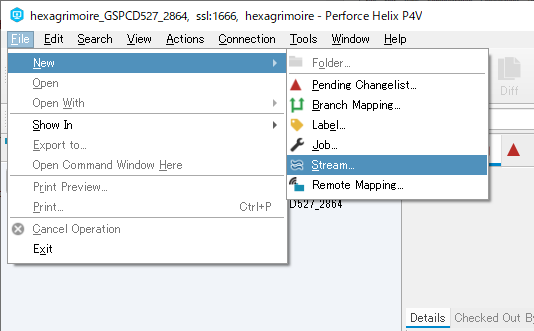 hexagrimoire_GSPCD527_2864, ssl:1666, hexagrimoire - Perforce Helix P4V
File Edit Search View Actions Connection Tools Window Help
New
Open
Open With
Show In
Export to...
Open Command Window Here
Print Preview...
Print... Ctrl+P
Cancel Operation
Exit
Folder...
Pending Changelist...
Branch Mapping...
Label...
Job...
Stream...
Remote Mapping...
Diff
D527_2864
Details Checked Out By